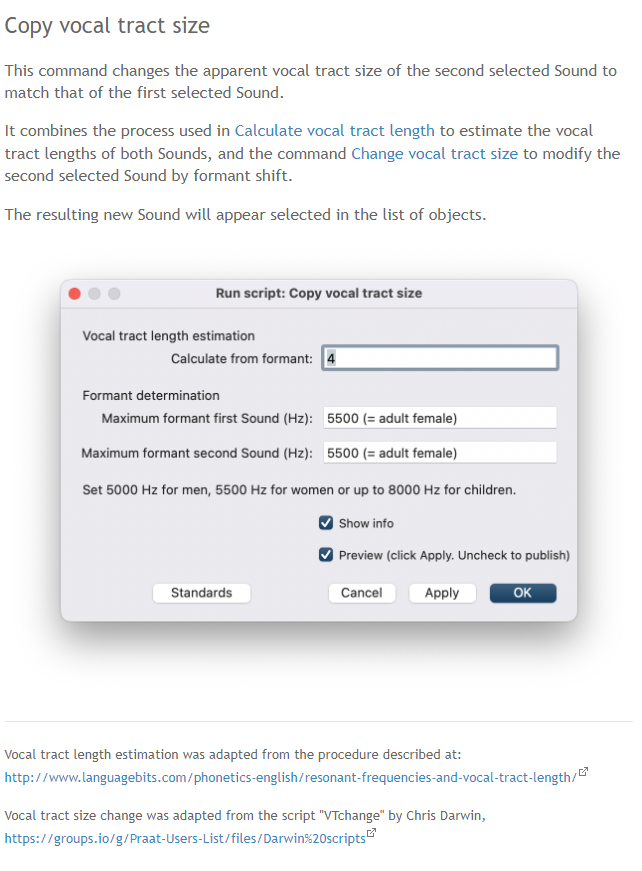 Copy vocal tract size
This command changes the apparent vocal tract size of the second selected Sound to
match that of the first selected Sound.
It combines the process used in Calculate vocal tract length to estimate the vocal
tract lengths of both Sounds, and the command Change vocal tract size to modify the
second selected Sound by formant shift.
The resulting new Sound will appear selected in the list of objects.
Run script: Copy vocal tract size
Vocal tract length estimation
Calculate from formant: 4
Formant determination
Maximum formant first Sound (Hz): 5500 (= adult female)
Maximum formant second Sound (Hz): 5500 (= adult female)
Set 5000 Hz for men, 5500 Hz for women or up to 8000 Hz for children.
Show info
Preview (click Apply. Uncheck to publish)
Standards Cancel Apply OK
Vocal tract length estimation was adapted from the procedure described at:
http://www.languagebits.com/phonetics-english/resonant-frequencies-and-vocal-tract-length/
Vocal tract size change was adapted from the script "VTchange" by Chris Darwin,
https://groups.io/g/Praat-Users-List/files/Darwin%20scripts